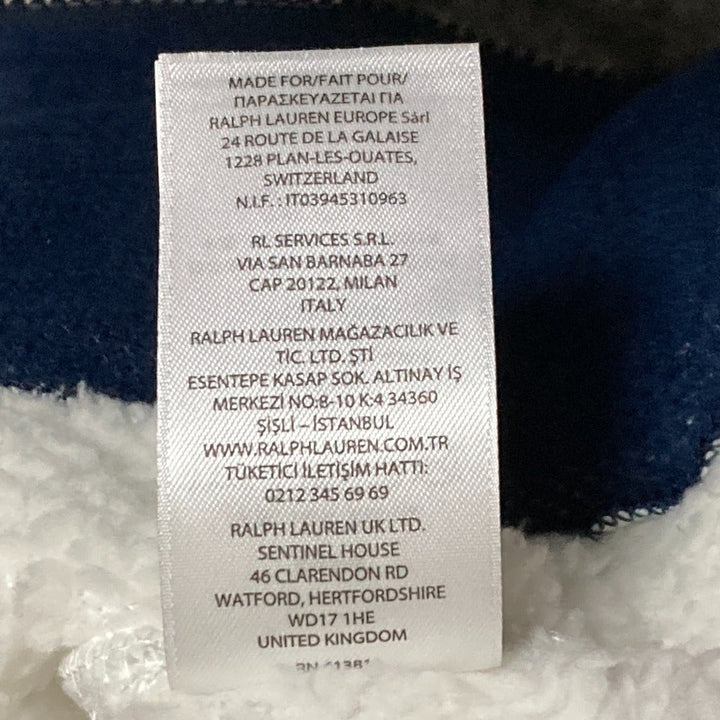 MADE FOR/FAIT POUR/
ΠΑΡΑΣΚΕΥΑΖΕΤΑΙ ΓΙΑ
RALPH LAUREN EUROPE Sárl
24 ROUTE DE LA GALAISE
1228 PLAN-LES-OUATES,
SWITZERLAND
N.I.F. : IT03945310963
RL SERVICES S.R.L.
VIA SAN BARNABA 27
CAP 20122, MILAN
ITALY
RALPH LAUREN MAĞAZACILIK VE
TİC. LTD. ŞTİ
ESENTEPE KASAP SOK. ALTINAY İŞ
MERKEZİ NO:8-10 K:4 34360
ŞİŞLİ – İSTANBUL
WWW.RALPHLAUREN.COM.TR
TÜKETİCİ İLETİŞİM HATTI:
0212 345 69 69
RALPH LAUREN UK LTD.
SENTINEL HOUSE
46 CLARENDON RD
WATFORD, HERTFORDSHIRE
WD17 1HE
UNITED KINGDOM
RN